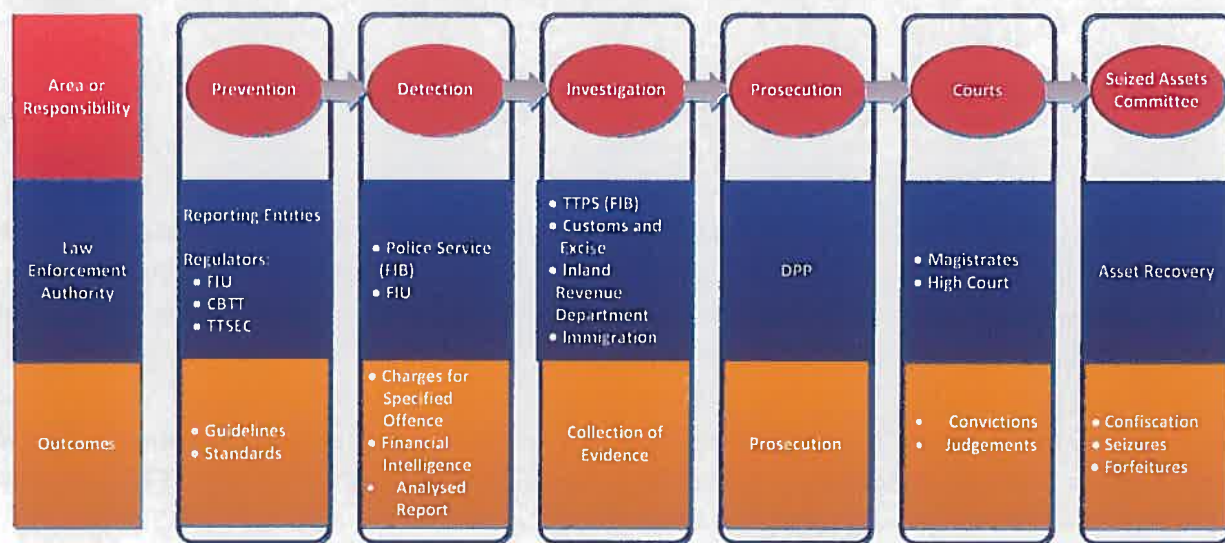 Area or
Responsibility
Prevention
Detection
Investigation
Prosecution
Courts
Seized Assets
Committee
Law
Enforcement
Authority
Reporting Entities
Regulators:
• FIU
• CBTT
• TTSEC
• Police Service
(FIB)
• FIU
• TTPS (FIB)
• Customs and
Excise
• Inland
Revenue
Department
• Immigration
DPP
• Magistrates
• High Court
Asset Recovery
Outcomes
• Guidelines
• Standards
• Charges for
Specified
Offence
• Financial
Intelligence
• Analysed
Report
Collection of
Evidence
Prosecution
• Convictions
• Judgements
• Confiscation
• Seizures
• Forfeitures